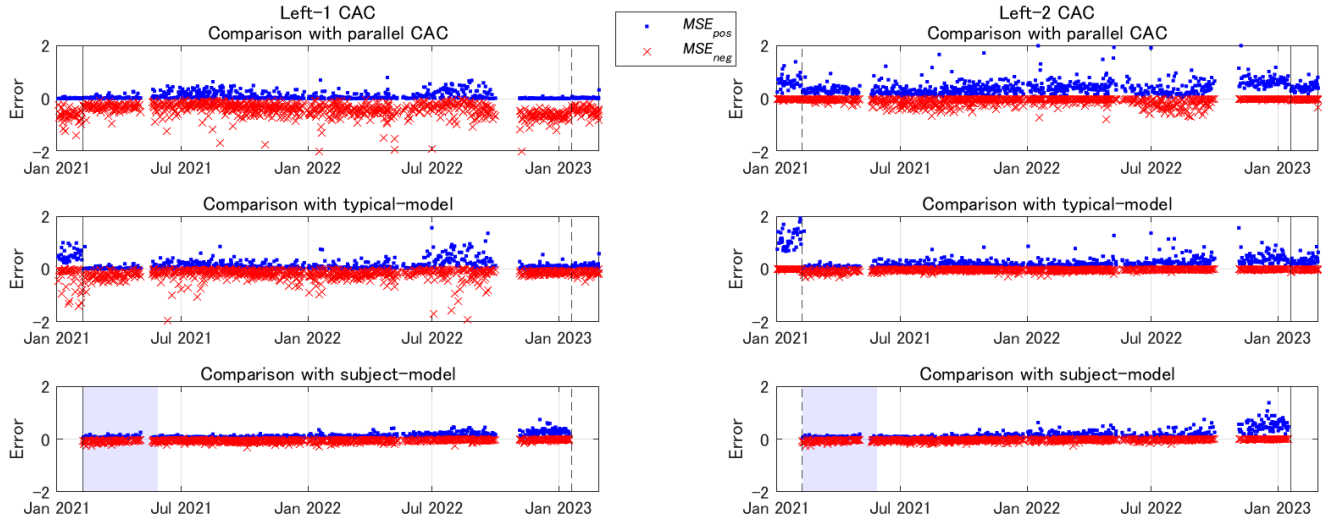 Left-1 CAC
Comparison with parallel CAC
2
0
-2
Error
Jan 2021 Jul 2021 Jan 2022 Jul 2022 Jan 2023
MSEpos
MSEneg
Left-2 CAC
Comparison with parallel CAC
2
0
-2
Error
Jan 2021 Jul 2021 Jan 2022 Jul 2022 Jan 2023
Comparison with typical-model
2
0
-2
Error
Jan 2021 Jul 2021 Jan 2022 Jul 2022 Jan 2023
Comparison with typical-model
2
0
-2
Error
Jan 2021 Jul 2021 Jan 2022 Jul 2022 Jan 2023
Comparison with subject-model
2
0
-2
Error
Jan 2021 Jul 2021 Jan 2022 Jul 2022 Jan 2023
Comparison with subject-model
2
0
-2
Error
Jan 2021 Jul 2021 Jan 2022 Jul 2022 Jan 2023